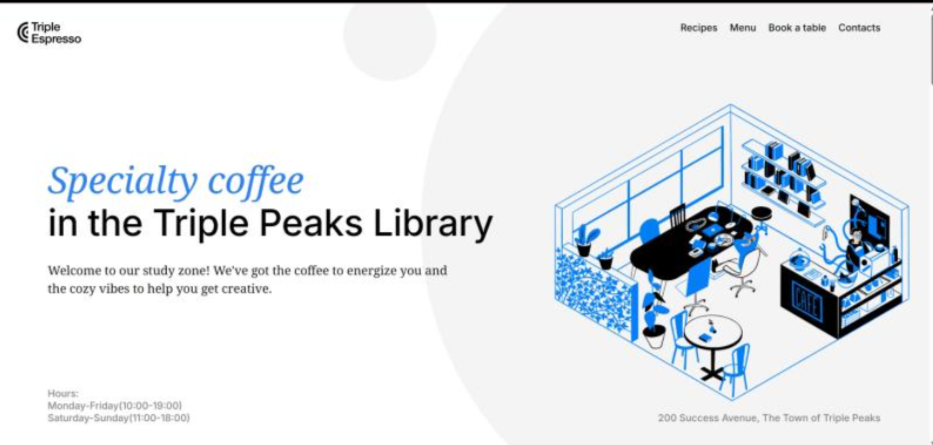 Triple
Espresso
Recipes Menu Book a table Contacts
Specialty coffee
in the Triple Peaks Library
Welcome to our study zone! We've got the coffee to energize you and
the cozy vibes to help you get creative.
CAFE
Hours:
Monday-Friday(10:00-19:00)
Saturday-Sunday(11:00-18:00)
200 Success Avenue, The Town of Triple Peaks